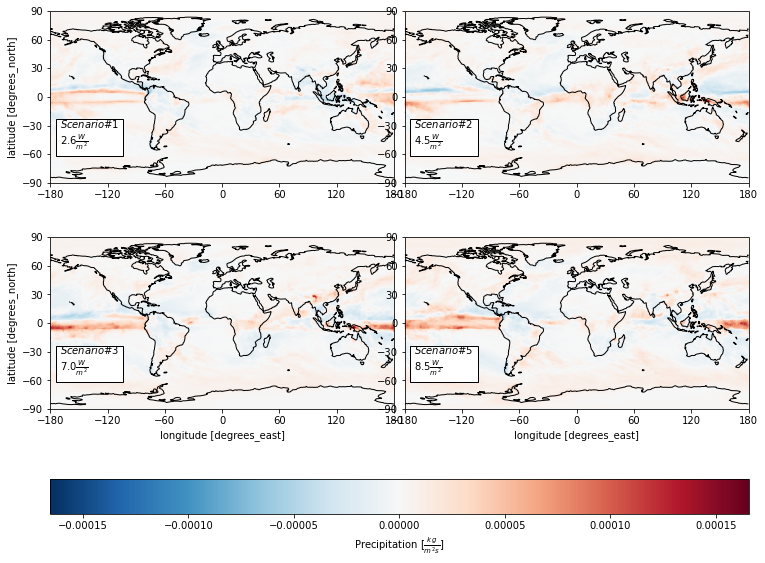 90
60
30
0
−30
−60
−90
latitude [degrees_north]
Scenario#1
2.6 W/m²
−180 −120 −60 0 60 120 180
90
60
30
0
−30
−60
−90
Scenario#2
4.5 W/m²
−180 −120 −60 0 60 120 180
90
60
30
0
−30
−60
−90
latitude [degrees_north]
Scenario#3
7.0 W/m²
−180 −120 −60 0 60 120 180
longitude [degrees_east]
90
60
30
0
−30
−60
−90
Scenario#5
8.5 W/m²
−180 −120 −60 0 60 120 180
longitude [degrees_east]
−0.00015 −0.00010 −0.00005 0.00000 0.00005 0.00010 0.00015
Precipitation [kg/m²s]